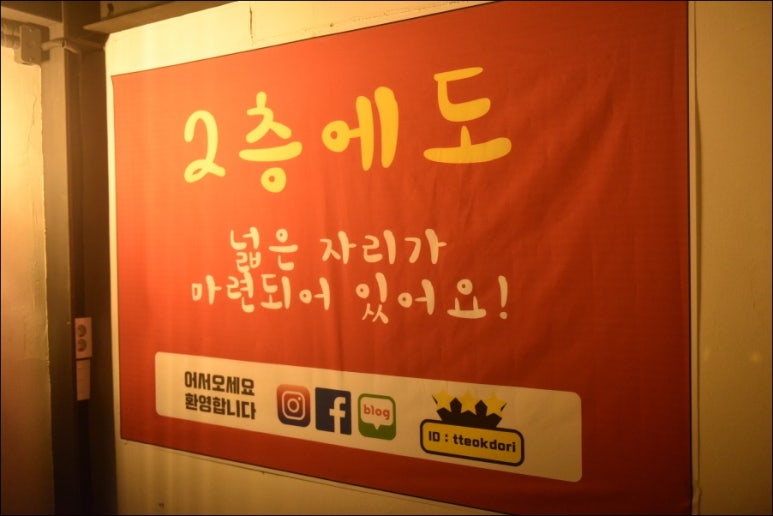 2층에도
넓은 자리가
마련되어 있어요!
어서오세요
환영합니다
blog
ID : tteokdori